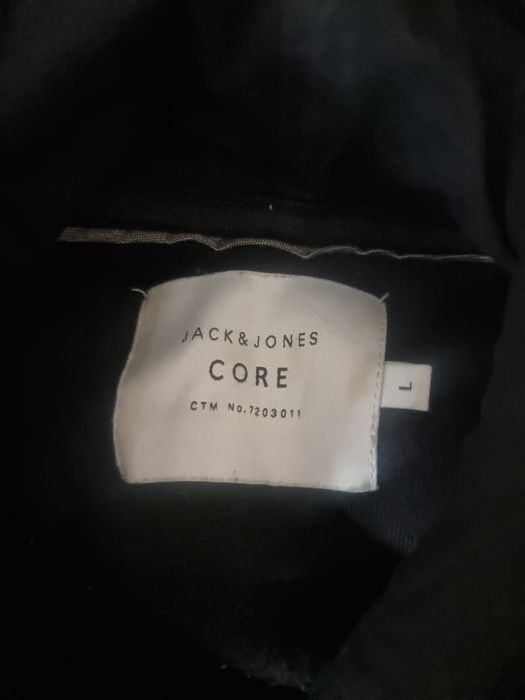 JACK&JONES
CORE
CTM No.7203011
L